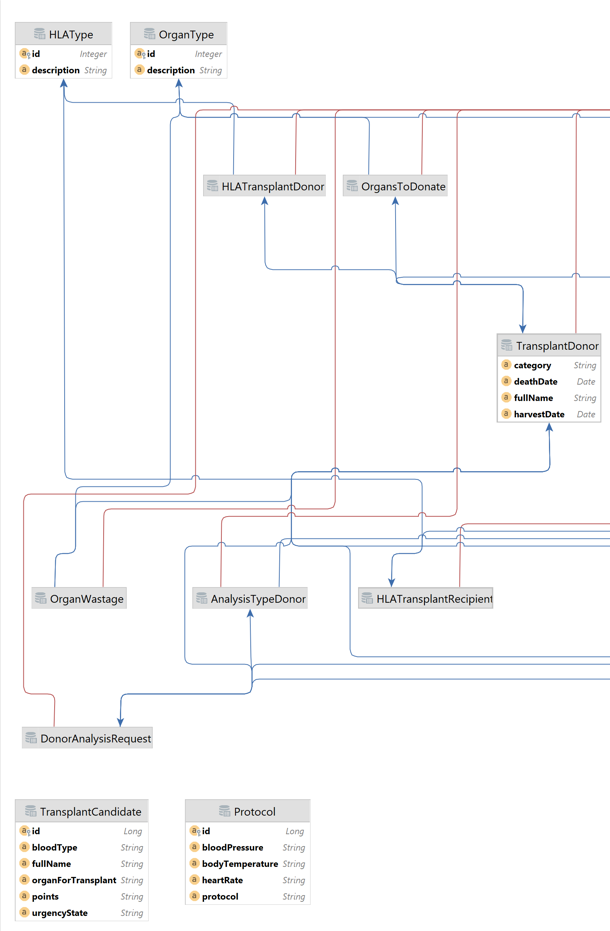 HLAType
id Integer
description String
OrganType
id Integer
description String
HLATransplantDonor
OrgansToDonate
TransplantDonor
category String
deathDate Date
fullName String
harvestDate Date
OrganWastage
AnalysisTypeDonor
HLATransplantRecipient
DonorAnalysisRequest
TransplantCandidate
id Long
bloodType String
fullName String
organForTransplant String
points String
urgencyState String
Protocol
id Long
bloodPressure String
bodyTemperature String
heartRate String
protocol String